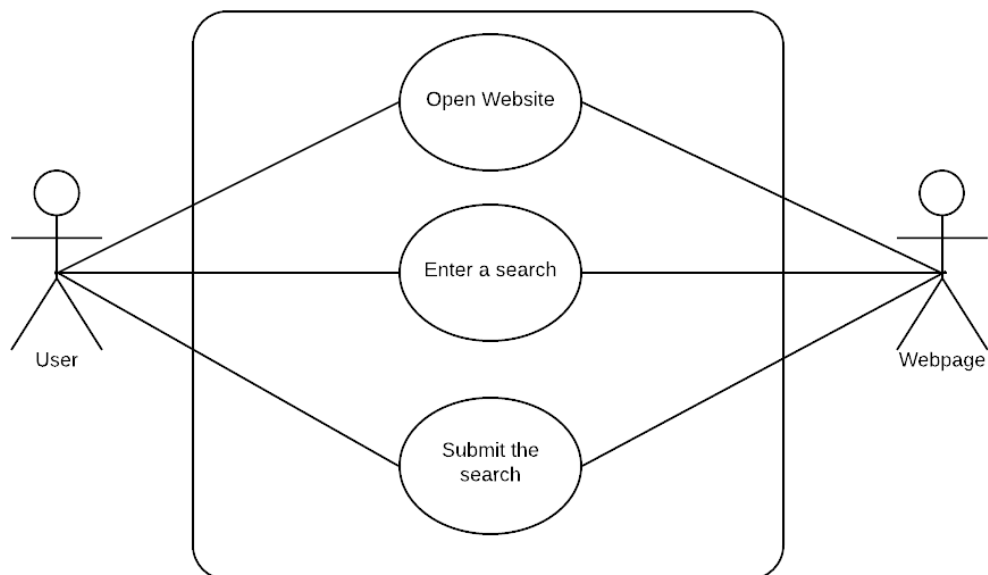 Open Website
Enter a search
User
Webpage
Submit the
search